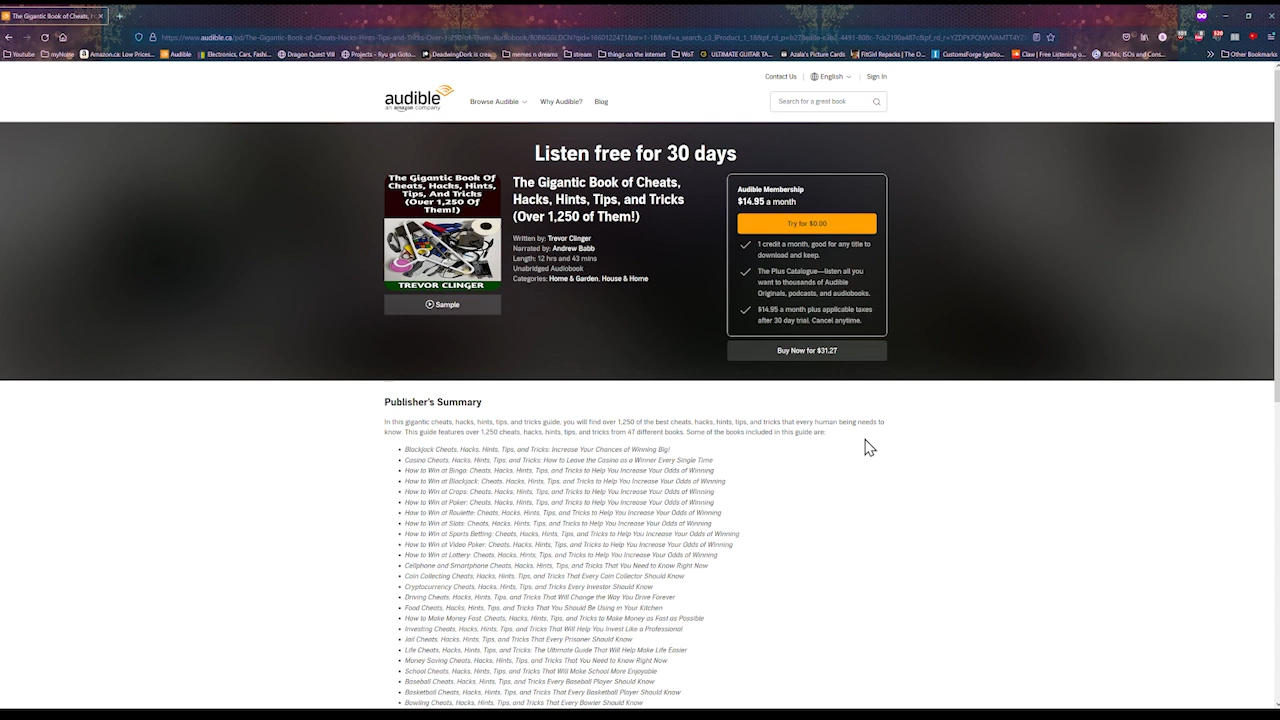 The Gigantic Book of Cheats,
Youtube
myNote
Amazon.ca: Low Prices...
Audible
Electronics, Cars, Fash...
Dragon Quest VIII
Projects - Ryu ga Goto...
DeadwingDork is crea...
memes n dreams
stream
things on the internet
WoT
ULTIMATE GUITAR TA...
Azala's Picture Cards
FitGirl Repacks | The O...
CustomsForge Ignitio...
Claw | Free Listening o...
ROMs, ISOs and Cons...
Other Bookmarks
Contact Us
English
Sign In
audible
an amazon company
Browse Audible
Why Audible?
Blog
Search for a great book
Listen free for 30 days
The Gigantic Book Of
Cheats, Hacks, Hints,
Tips, And Tricks
(Over 1,250 Of
Them!)
TREVOR CLINGER
Sample
The Gigantic Book of Cheats,
Hacks, Hints, Tips, and Tricks
(Over 1,250 of Them!)
Written by: Trevor Clinger
Narrated by: Andrew Babb
Length: 12 hrs and 43 mins
Unabridged Audiobook
Categories: Home & Garden, House & Home
Audible Membership
$14.95 a month
Try for $0.00
1 credit a month, good for any title to
download and keep.
The Plus Catalogue—listen all you
want to thousands of Audible
Originals, podcasts, and audiobooks.
$14.95 a month plus applicable taxes
after 30 day trial. Cancel anytime.
Buy Now for $31.27
Publisher's Summary
In this gigantic cheats, hacks, hints, tips, and tricks guide, you will find over 1,250 of the best cheats, hacks, hints, tips, and tricks that every human being needs to
know. This guide features over 1,250 cheats, hacks, hints, tips, and tricks from 47 different books. Some of the books included in this guide are:
Blackjack Cheats, Hacks, Hints, Tips, and Tricks: Increase Your Chances of Winning Big!
Casino Cheats, Hacks, Hints, Tips, and Tricks: How to Leave the Casino as a Winner Every Single Time
How to Win at Bingo: Cheats, Hacks, Hints, Tips, and Tricks to Help You Increase Your Odds of Winning
How to Win at Blackjack: Cheats, Hacks, Hints, Tips, and Tricks to Help You Increase Your Odds of Winning
How to Win at Craps: Cheats, Hacks, Hints, Tips, and Tricks to Help You Increase Your Odds of Winning
How to Win at Poker: Cheats, Hacks, Hints, Tips, and Tricks to Help You Increase Your Odds of Winning
How to Win at Roulette: Cheats, Hacks, Hints, Tips, and Tricks to Help You Increase Your Odds of Winning
How to Win at Slots: Cheats, Hacks, Hints, Tips, and Tricks to Help You Increase Your Odds of Winning
How to Win at Sports Betting: Cheats, Hacks, Hints, Tips, and Tricks to Help You Increase Your Odds of Winning
How to Win at Video Poker: Cheats, Hacks, Hints, Tips, and Tricks to Help You Increase Your Odds of Winning
How to Win at Lottery: Cheats, Hacks, Hints, Tips, and Tricks to Help You Increase Your Odds of Winning
Cellphone and Smartphone Cheats, Hacks, Hints, Tips, and Tricks That You Need to Know Right Now
Coin Collecting Cheats, Hacks, Hints, Tips, and Tricks That Every Coin Collector Should Know
Cryptocurrency Cheats, Hacks, Hints, Tips, and Tricks Every Investor Should Know
Driving Cheats, Hacks, Hints, Tips, and Tricks That Will Change the Way You Drive Forever
Food Cheats, Hacks, Hints, Tips, and Tricks That You Should Be Using in Your Kitchen
How to Make Money Fast: Cheats, Hacks, Hints, Tips, and Tricks to Make Money as Fast as Possible
Investing Cheats, Hacks, Hints, Tips, and Tricks That Will Help You Invest Like a Professional
Jail Cheats, Hacks, Hints, Tips, and Tricks That Every Prisoner Should Know
Life Cheats, Hacks, Hints, Tips, and Tricks: The Ultimate Guide That Will Help Make Life Easier
Money Saving Cheats, Hacks, Hints, Tips, and Tricks That You Need to Know Right Now
School Cheats, Hacks, Hints, Tips, and Tricks That Will Make School More Enjoyable
Baseball Cheats, Hacks, Hints, Tips, and Tricks Every Baseball Player Should Know
Basketball Cheats, Hacks, Hints, Tips, and Tricks That Every Basketball Player Should Know
Bowling Cheats, Hacks, Hints, Tips, and Tricks That Every Bowler Should Know